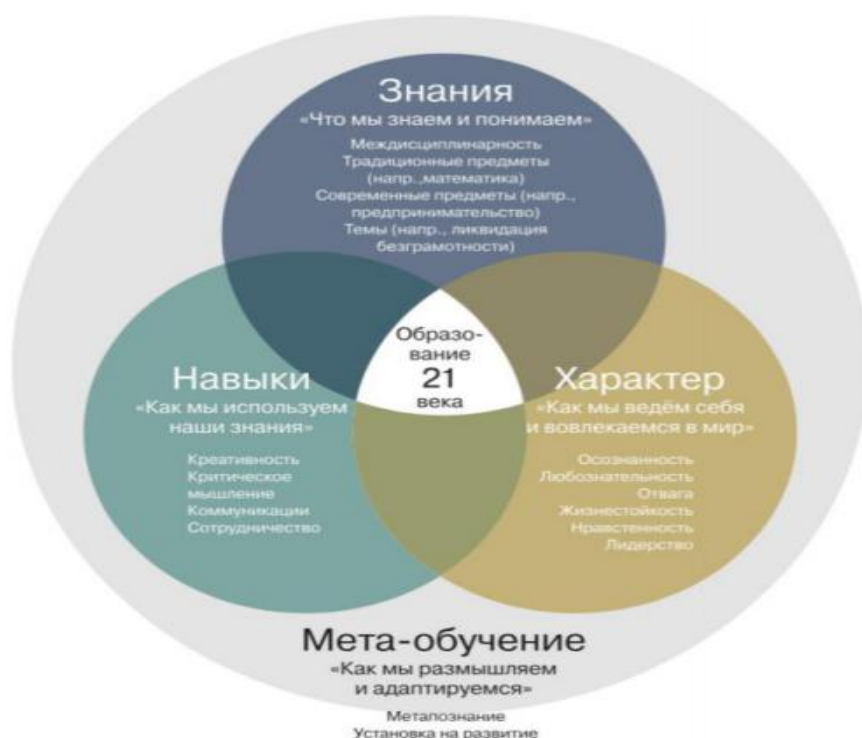 Знания
«Что мы знаем и понимаем»
Междисциплинарность
Традиционные предметы
(напр.,математика)
Современные предметы (напр.,
предпринимательство)
Темы (напр., ликвидация
безграмотности)
Образо-
вание
21
века
Навыки
«Как мы используем
наши знания»
Креативность
Критическое
мышление
Коммуникации
Сотрудничество
Характер
«Как мы ведём себя
и вовлекаемся в мир»
Осознанность
Любознательность
Отвага
Жизнестойкость
Нравстенность
Лидерство
Мета-обучение
«Как мы размышляем
и адаптируемся»
Метапознание
Установка на развитие